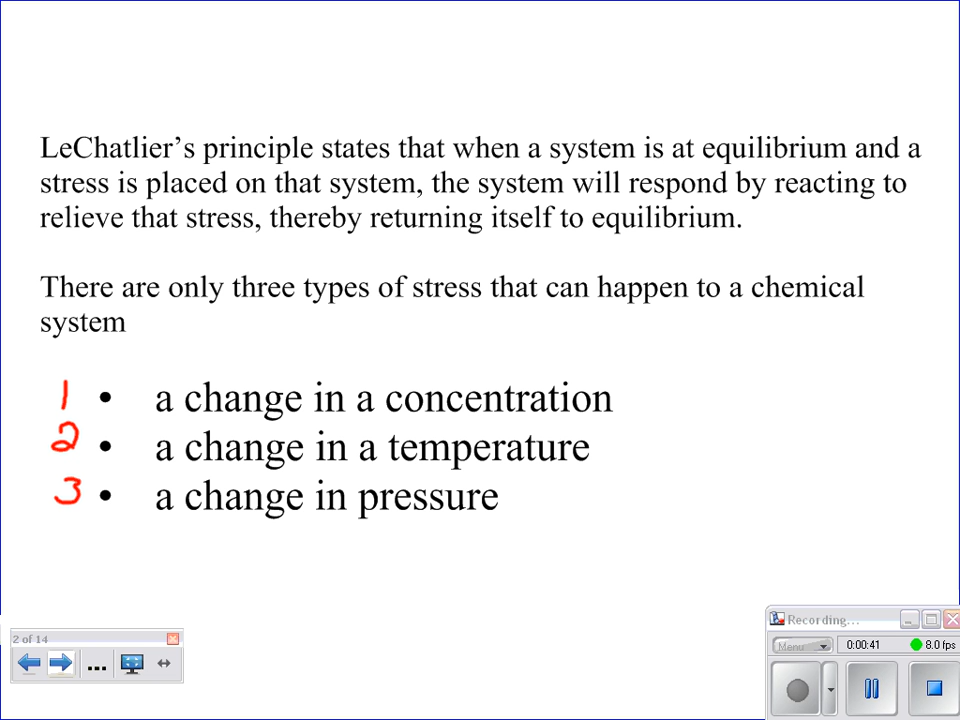 LeChatlier’s principle states that when a system is at equilibrium and a
stress is placed on that system, the system will respond by reacting to
relieve that stress, thereby returning itself to equilibrium.
There are only three types of stress that can happen to a chemical
system
1 • a change in a concentration
2 • a change in a temperature
3 • a change in pressure
2 of 14
...
Recording...
Menu 0:00:41 8.0 fps